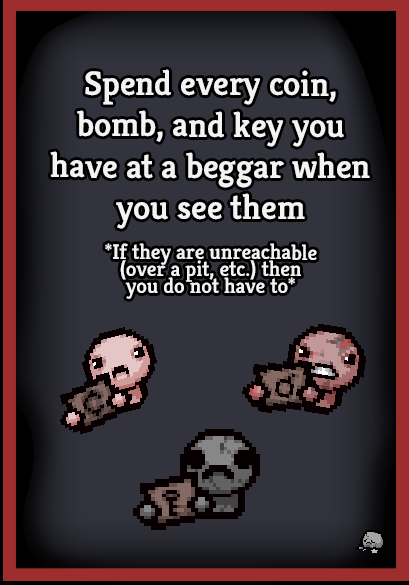 Spend every coin,
bomb, and key you
have at a beggar when
you see them
*If they are unreachable
(over a pit, etc.) then
you do not have to*